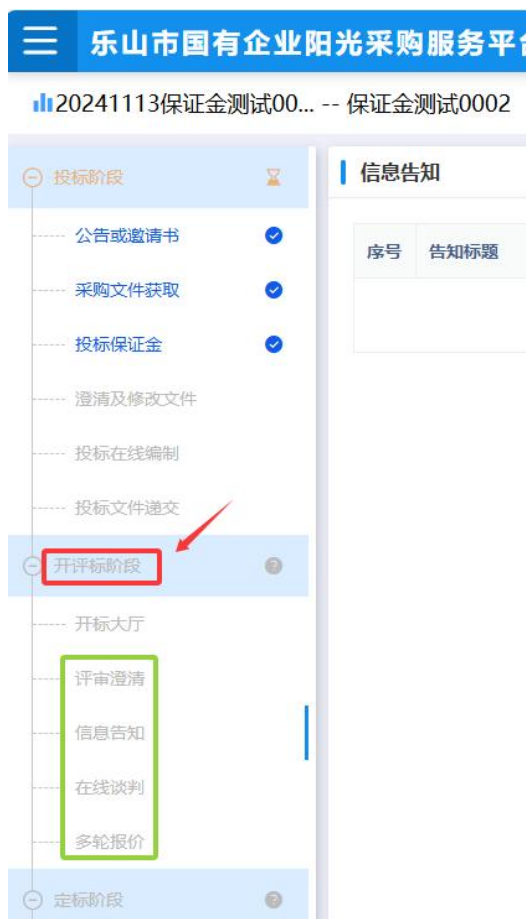 乐山市国有企业阳光采购服务平台
20241113保证金测试00... -- 保证金测试0002
投标阶段
公告或邀请书
采购文件获取
投标保证金
澄清及修改文件
投标在线编制
投标文件递交
开评标阶段
开标大厅
评审澄清
信息告知
在线谈判
多轮报价
定标阶段
信息告知
序号 告知标题